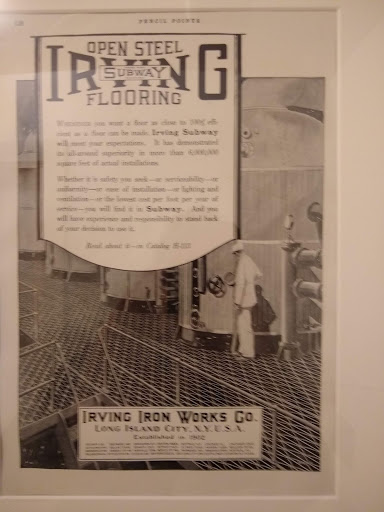 PENCIL POINTS
OPEN STEEL
IRVING
SUBWAY
FLOORING
Whenever you want a floor as close to 100% eff-
icient as a floor can be made, Irving Subway
will meet your expectations. It has demonstrated
its all-around superiority in more than 6,000,000
square feet of actual installations.
Whether it is safety you seek—or serviceability—or
uniformity—or ease of installation—or lighting and
ventilation—or the lowest cost per foot per year of
service—you will find it in Subway. And you
will have experience and responsibility to stand back
of your decision to use it.
Read about it—in Catalog
IRVING IRON WORKS CO.
LONG ISLAND CITY, N.Y. U.S.A.
Established in 1902